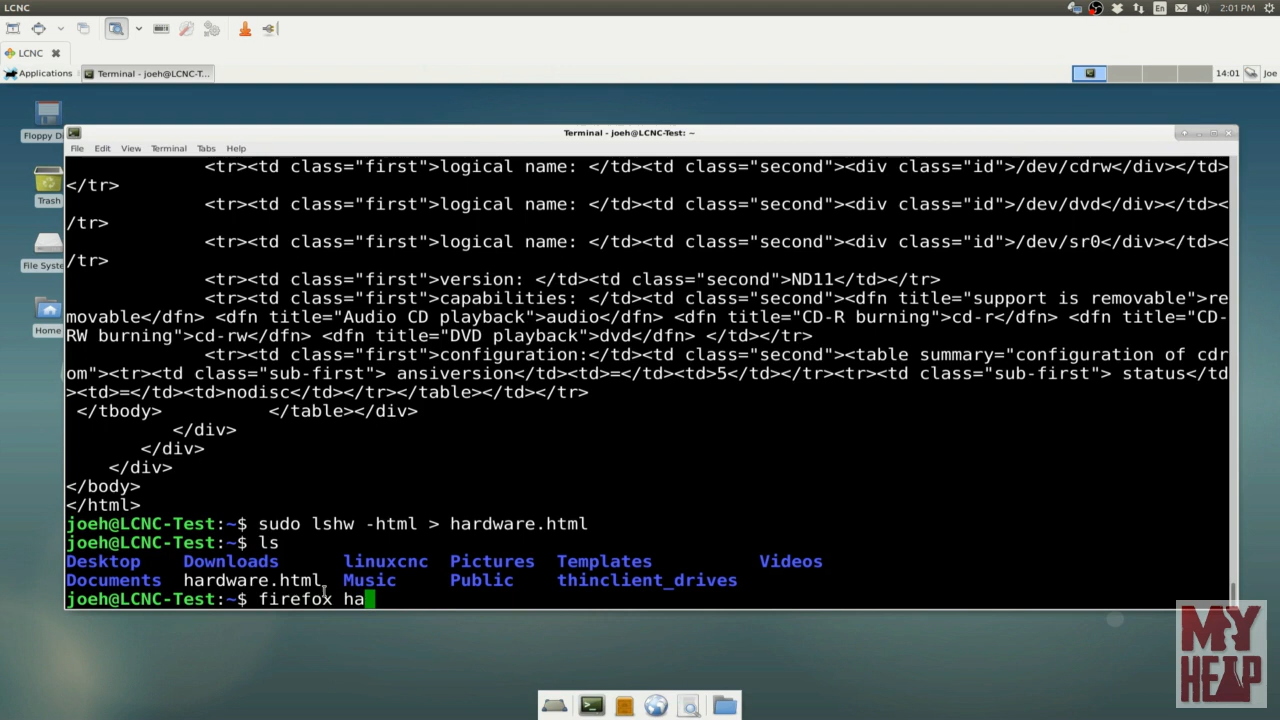 LCNC
En
2:01 PM
LCNC
Applications
Terminal - joeh@LCNC-T...
14:01
Joe
Floppy D
Trash
File Syste
Home
Terminal - joeh@LCNC-Test: ~
File Edit View Terminal Tabs Help
<tr><td class="first">logical name: </td><td class="second"><div class="id">/dev/cdrw</div></td>
</tr>
<tr><td class="first">logical name: </td><td class="second"><div class="id">/dev/dvd</div></td><
/tr>
<tr><td class="first">logical name: </td><td class="second"><div class="id">/dev/sr0</div></td><
/tr>
<tr><td class="first">version: </td><td class="second">ND11</td></tr>
<tr><td class="first">capabilities: </td><td class="second"><dfn title="support is removable">re
movable</dfn> <dfn title="Audio CD playback">audio</dfn> <dfn title="CD-R burning">cd-r</dfn> <dfn title="CD-
RW burning">cd-rw</dfn> <dfn title="DVD playback">dvd</dfn> </td></tr>
<tr><td class="first">configuration:</td><td class="second"><table summary="configuration of cdr
om"><tr><td class="sub-first"> ansiversion</td><td>=</td><td>5</td></tr><tr><td class="sub-first"> status</td
><td>=</td><td>nodisc</td></tr></table></td></tr>
</tbody> </table></div>
</div>
</div>
</div>
</body>
</html>
joeh@LCNC-Test:~$ sudo lshw -html > hardware.html
joeh@LCNC-Test:~$ ls
Desktop Downloads linuxcnc Pictures Templates Videos
Documents hardware.html Music Public thinclient_drives
joeh@LCNC-Test:~$ firefox ha
MY
HEAP